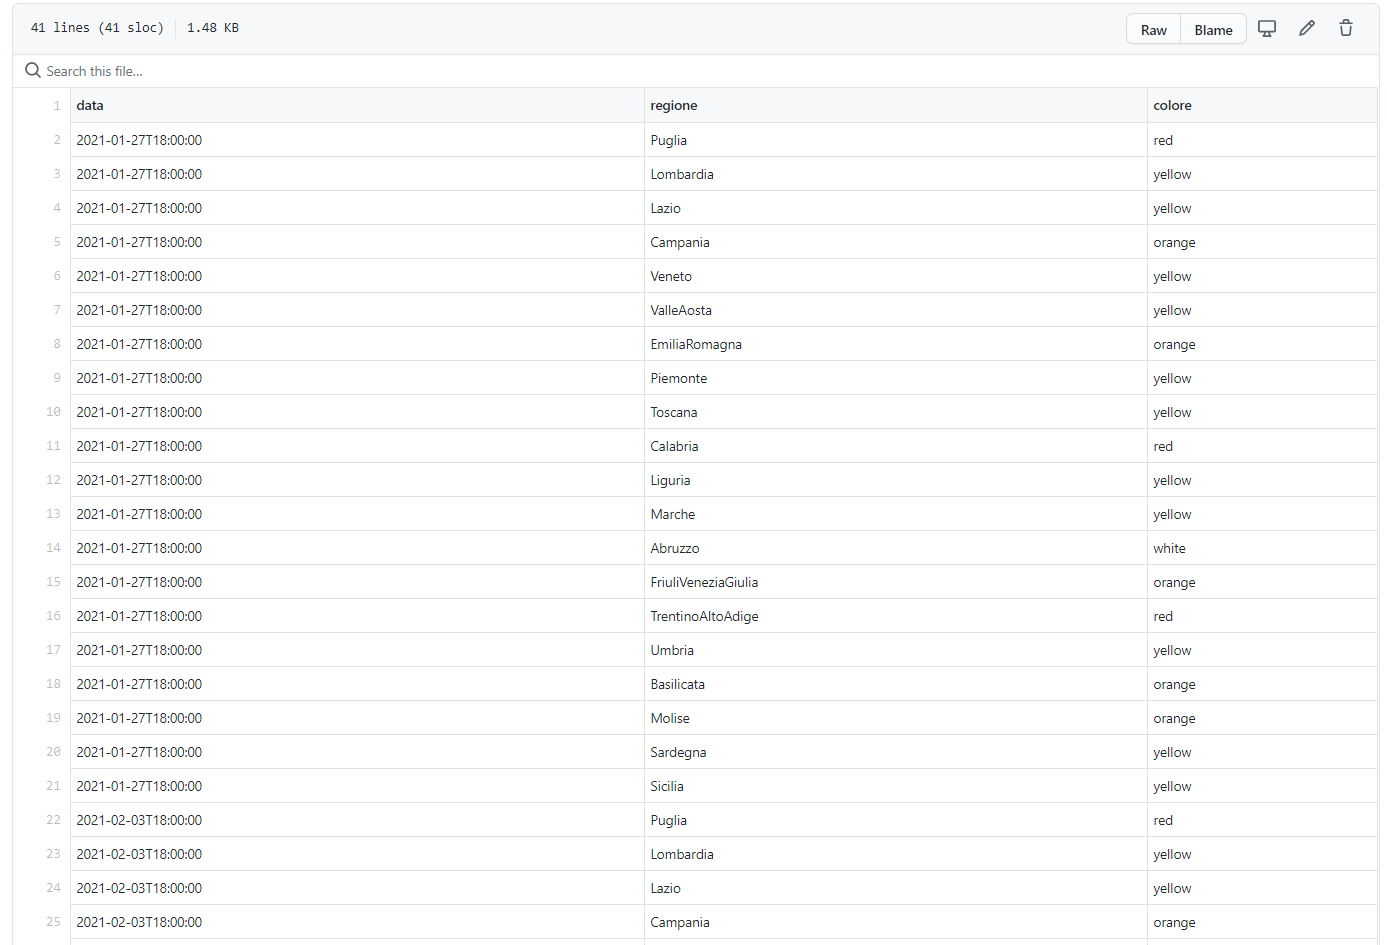 41 lines (41 sloc) 1.48 KB Raw Blame
Search this file...
1 data regione colore
2 2021-01-27T18:00:00 Puglia red
3 2021-01-27T18:00:00 Lombardia yellow
4 2021-01-27T18:00:00 Lazio yellow
5 2021-01-27T18:00:00 Campania orange
6 2021-01-27T18:00:00 Veneto yellow
7 2021-01-27T18:00:00 ValleAosta yellow
8 2021-01-27T18:00:00 EmiliaRomagna orange
9 2021-01-27T18:00:00 Piemonte yellow
10 2021-01-27T18:00:00 Toscana yellow
11 2021-01-27T18:00:00 Calabria red
12 2021-01-27T18:00:00 Liguria yellow
13 2021-01-27T18:00:00 Marche yellow
14 2021-01-27T18:00:00 Abruzzo white
15 2021-01-27T18:00:00 FriuliVeneziaGiulia orange
16 2021-01-27T18:00:00 TrentinoAltoAdige red
17 2021-01-27T18:00:00 Umbria yellow
18 2021-01-27T18:00:00 Basilicata orange
19 2021-01-27T18:00:00 Molise orange
20 2021-01-27T18:00:00 Sardegna yellow
21 2021-01-27T18:00:00 Sicilia yellow
22 2021-02-03T18:00:00 Puglia red
23 2021-02-03T18:00:00 Lombardia yellow
24 2021-02-03T18:00:00 Lazio yellow
25 2021-02-03T18:00:00 Campania orange